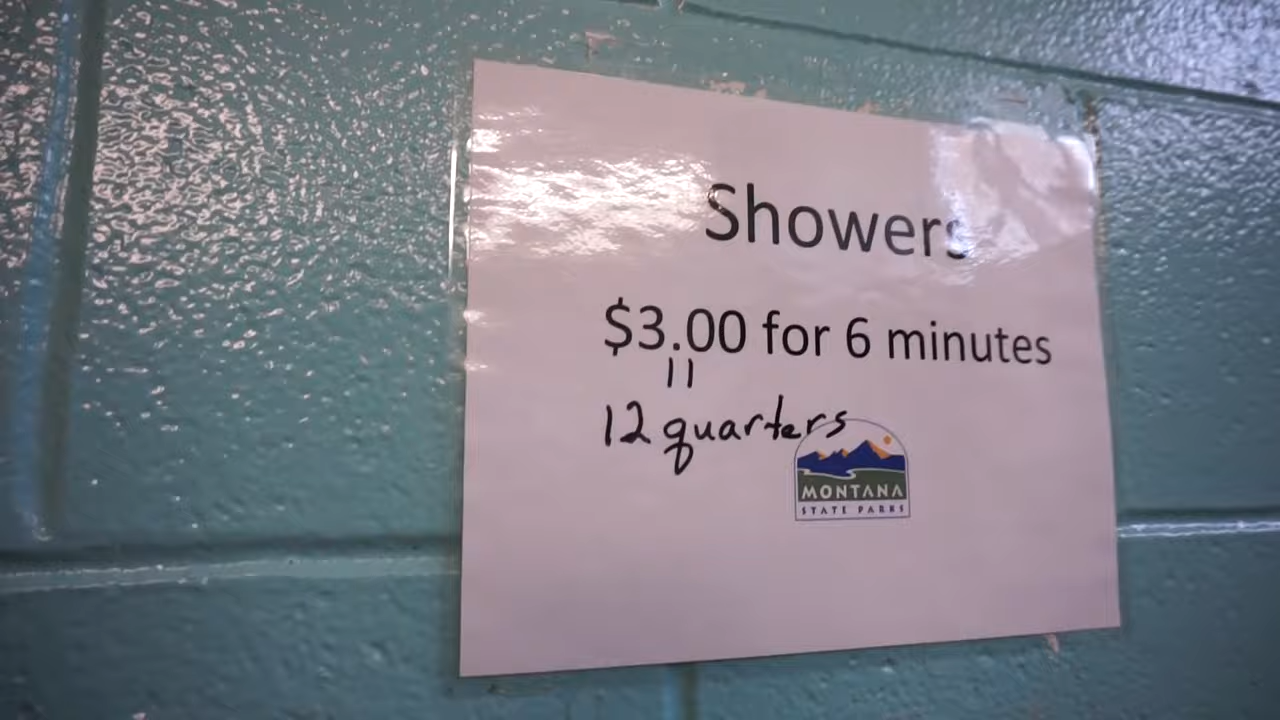 Showers
$3.00 for 6 minutes
11
12 quarters
MONTANA
STATE PARKS